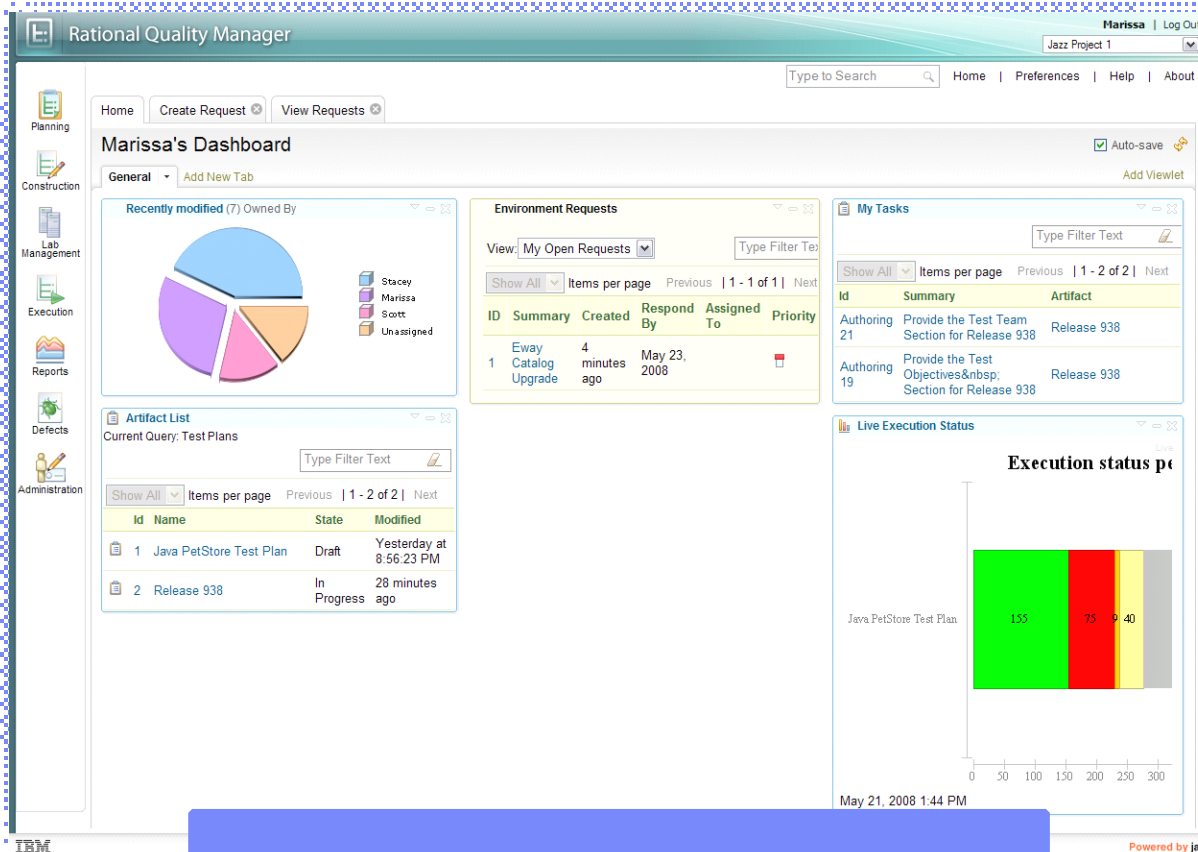 Marissa | Log Out
Rational Quality Manager
Jazz Project 1
Type to Search Home | Preferences | Help | About
Planning
Construction
Lab
Management
Execution
Reports
Defects
Administration
Home Create Request View Requests
Marissa's Dashboard
Auto-save
General Add New Tab
Add Viewlet
Recently modified (7) Owned By
Stacey
Marissa
Scott
Unassigned
Artifact List
Current Query: Test Plans
Type Filter Text
Show All Items per page Previous | 1 - 2 of 2 | Next
Id Name State Modified
1 Java PetStore Test Plan Draft Yesterday at
8:56:23 PM
2 Release 938 In
Progress 28 minutes
ago
Environment Requests
View: My Open Requests Type Filter Tex
Show All Items per page Previous | 1 - 1 of 1 | Next
ID Summary Created Respond
By Assigned
To Priority
1 Eway
Catalog
Upgrade 4
minutes
ago May 23,
2008
My Tasks
Type Filter Text
Show All Items per page Previous | 1 - 2 of 2 | Next
Id Summary Artifact
Authoring
21 Provide the Test Team
Section for Release 938 Release 938
Authoring
19 Provide the Test
Objectives&nbsp;
Section for Release 938 Release 938
Live Execution Status
Live
Execution status pe
Java PetStore Test Plan 155 75 9 40
0 50 100 150 200 250 300
May 21, 2008 1:44 PM
IBM
Powered by ja